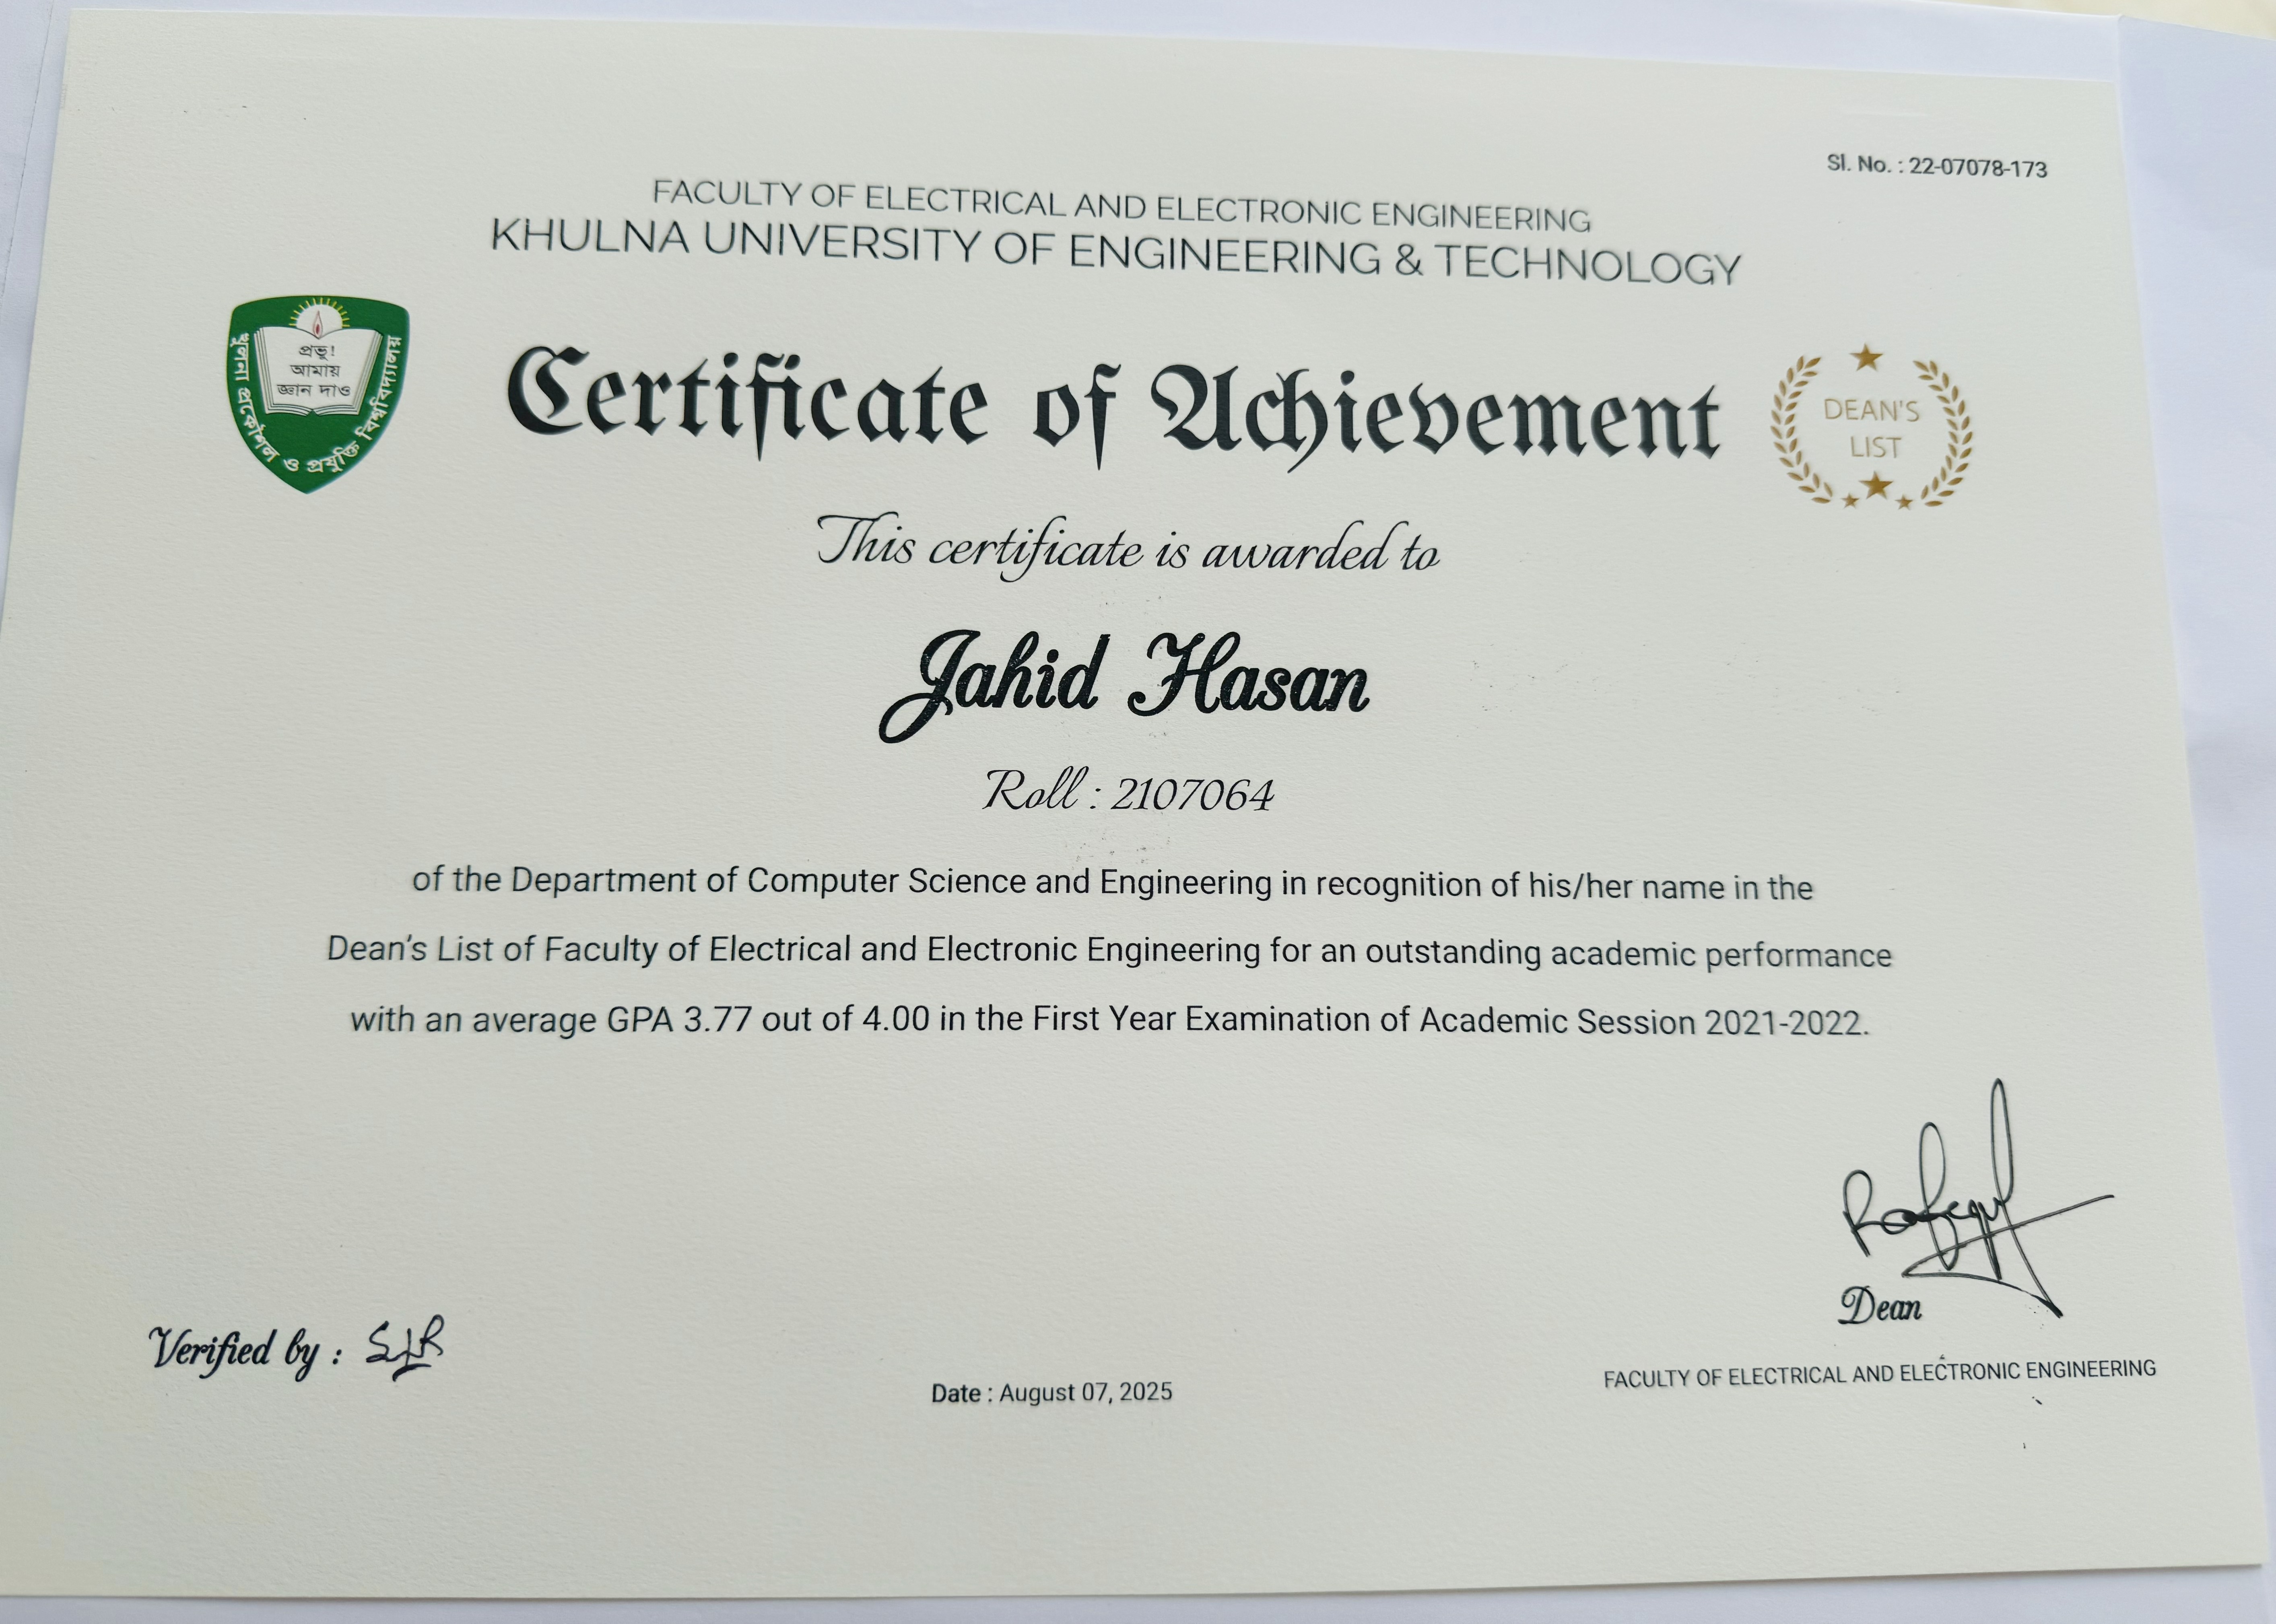 Sl. No. : 22-07078-173
FACULTY OF ELECTRICAL AND ELECTRONIC ENGINEERING
KHULNA UNIVERSITY OF ENGINEERING & TECHNOLOGY
প্রভু!
আমায়
জ্ঞান দাও
খুলনা প্রকৌশল ও প্রযুক্তি বিশ্ববিদ্যালয়
Certificate of Achievement
DEAN'S
LIST
This certificate is awarded to
Jahid Hasan
Roll : 2107064
of the Department of Computer Science and Engineering in recognition of his/her name in the
Dean's List of Faculty of Electrical and Electronic Engineering for an outstanding academic performance
with an average GPA 3.77 out of 4.00 in the First Year Examination of Academic Session 2021-2022.
Dean
Verified by :
FACULTY OF ELECTRICAL AND ELECTRONIC ENGINEERING
Date : August 07, 2025